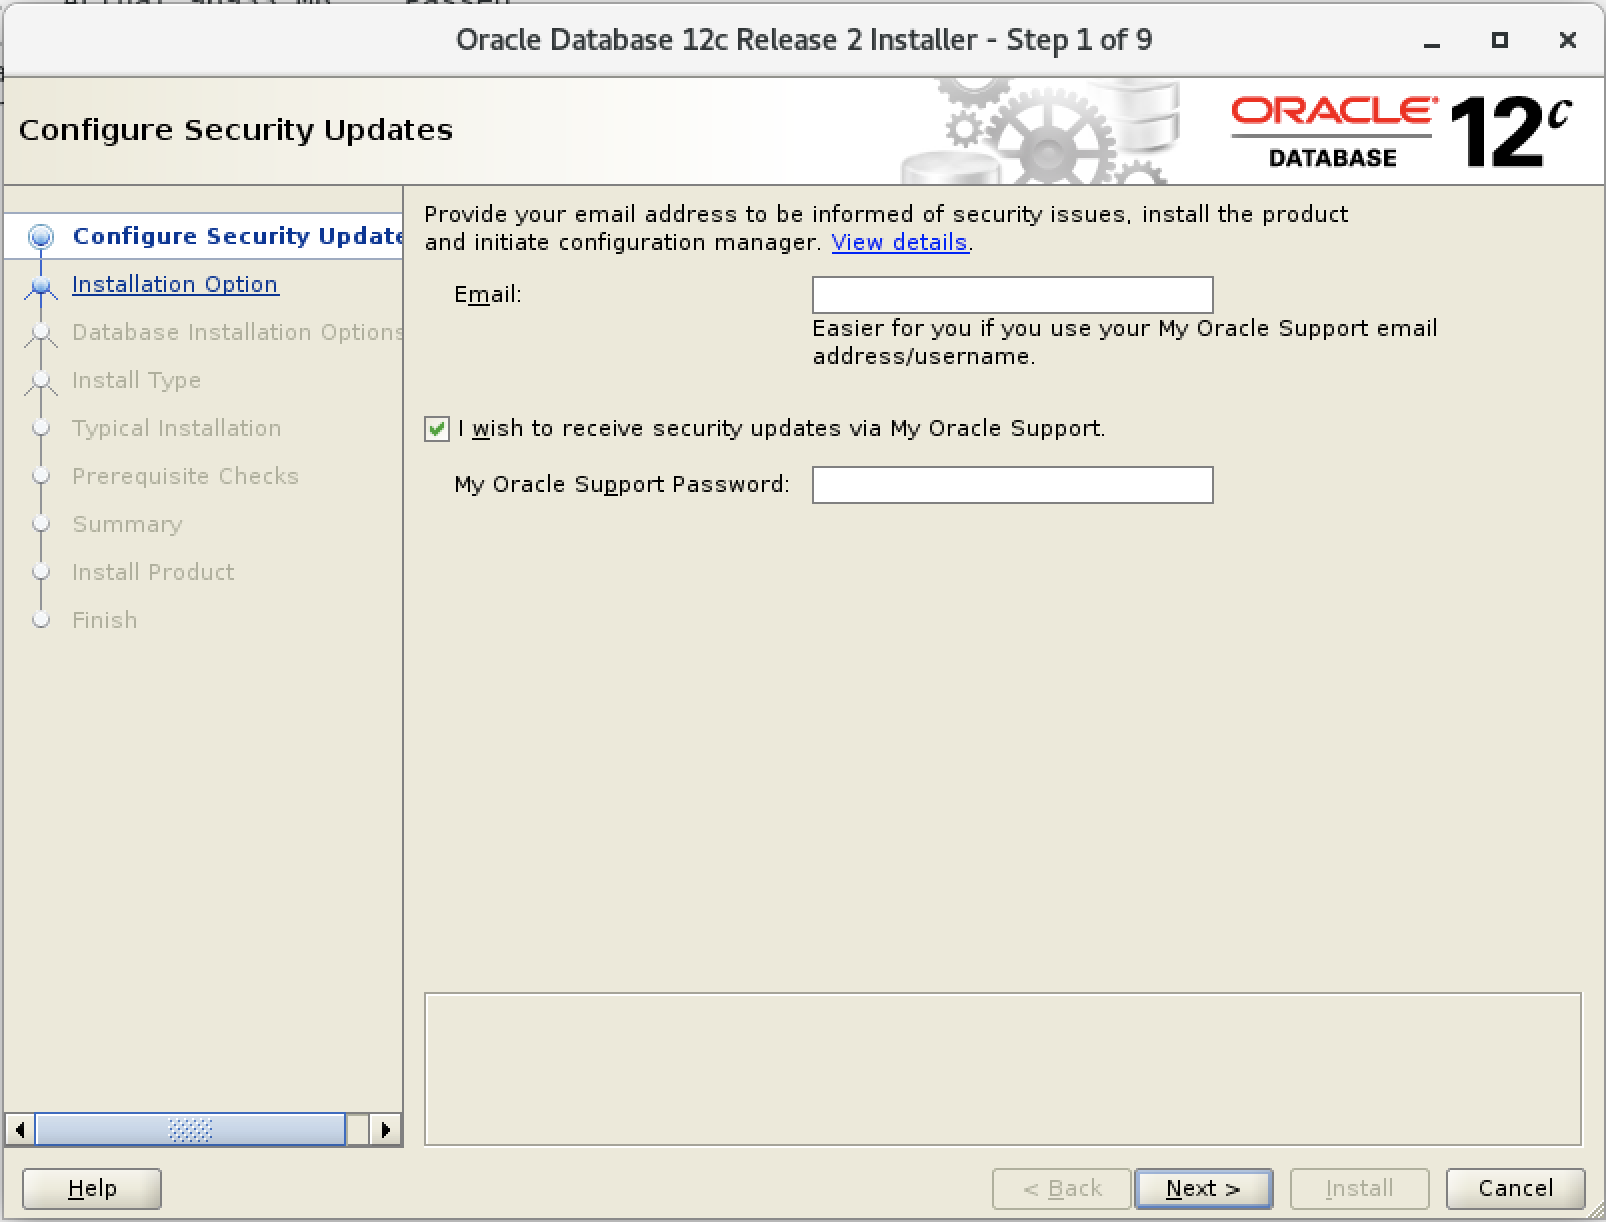 Oracle Database 12c Release 2 Installer - Step 1 of 9
Configure Security Updates
ORACLE
DATABASE
12c
Configure Security Update
Installation Option
Database Installation Options
Install Type
Typical Installation
Prerequisite Checks
Summary
Install Product
Finish
Provide your email address to be informed of security issues, install the product
and initiate configuration manager. View details.
Email:
Easier for you if you use your My Oracle Support email
address/username.
I wish to receive security updates via My Oracle Support.
My Oracle Support Password:
Help
< Back
Next >
Install
Cancel